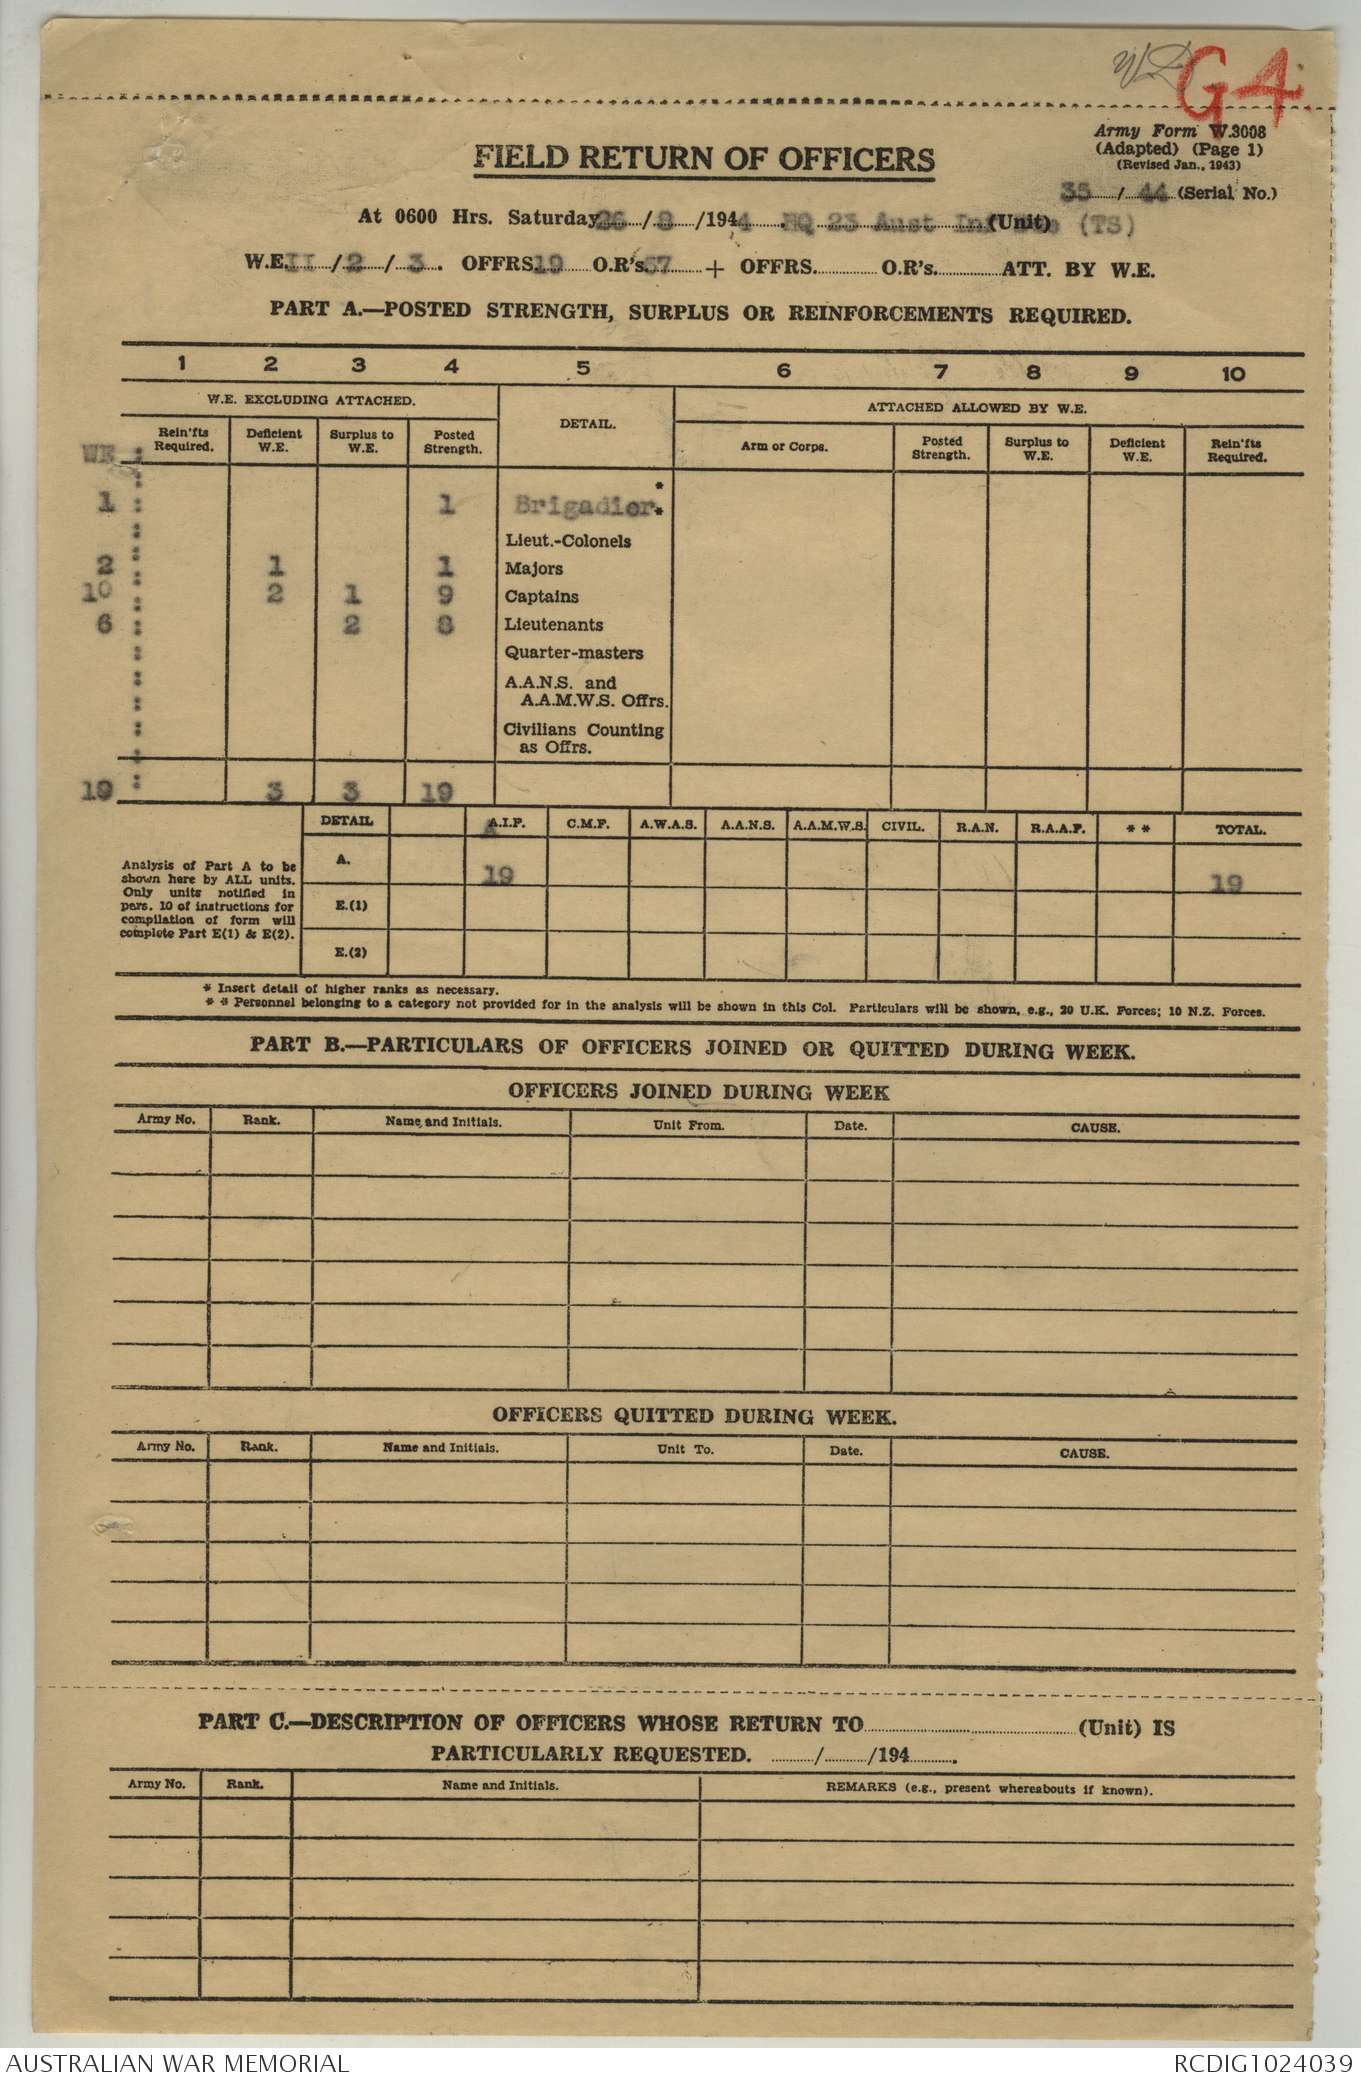 WD G4
Army Form W.3008
(Adapted) (Page 1)
(Revised Jan., 1943)
FIELD RETURN OF OFFICERS
35 / 44 (Serial No.)
At 0600 Hrs. Saturday 26 / 8 /1944. HQ 23 Aust Inf Bde (TS) (Unit)
W.E. II / 2 / 3. OFFRS. 19 O.R's. 67 + OFFRS. O.R's. ATT. BY W.E.
PART A.—POSTED STRENGTH, SURPLUS OR REINFORCEMENTS REQUIRED.
1 2 3 4 5 6 7 8 9 10
W.E. EXCLUDING ATTACHED. DETAIL. ATTACHED ALLOWED BY W.E.
WE : Rein'fts Required. Deficient W.E. Surplus to W.E. Posted Strength. Arm or Corps. Posted Strength. Surplus to W.E. Deficient W.E. Rein'fts Required.
*
1 : 1 Brigadier *
Lieut.-Colonels
2 : 1 1 Majors
10 : 2 1 9 Captains
6 : 2 8 Lieutenants
Quarter-masters
A.A.N.S. and
A.A.M.W.S. Offrs.
Civilians Counting
as Offrs.
19 : 3 3 19
DETAIL A.I.F. C.M.F. A.W.A.S. A.A.N.S. A.A.M.W.S. CIVIL. R.A.N. R.A.A.F. * * TOTAL.
Analysis of Part A to be
shown here by ALL units.
Only units notified in
para. 10 of instructions for
compilation of form will
complete Part E(1) & E(2).
A. 19 19
E.(1)
E.(2)
* Insert detail of higher ranks as necessary.
* * Personnel belonging to a category not provided for in the analysis will be shown in this Col. Particulars will be shown, e.g., 20 U.K. Forces; 10 N.Z. Forces.
PART B.—PARTICULARS OF OFFICERS JOINED OR QUITTED DURING WEEK.
OFFICERS JOINED DURING WEEK
Army No. Rank. Name and Initials. Unit From. Date. CAUSE.
OFFICERS QUITTED DURING WEEK.
Army No. Rank. Name and Initials. Unit To. Date. CAUSE.
PART C.—DESCRIPTION OF OFFICERS WHOSE RETURN TO (Unit) IS
PARTICULARLY REQUESTED. / /194 .
Army No. Rank. Name and Initials. REMARKS (e.g., present whereabouts if known).
AUSTRALIAN WAR MEMORIAL RCDIG1024039